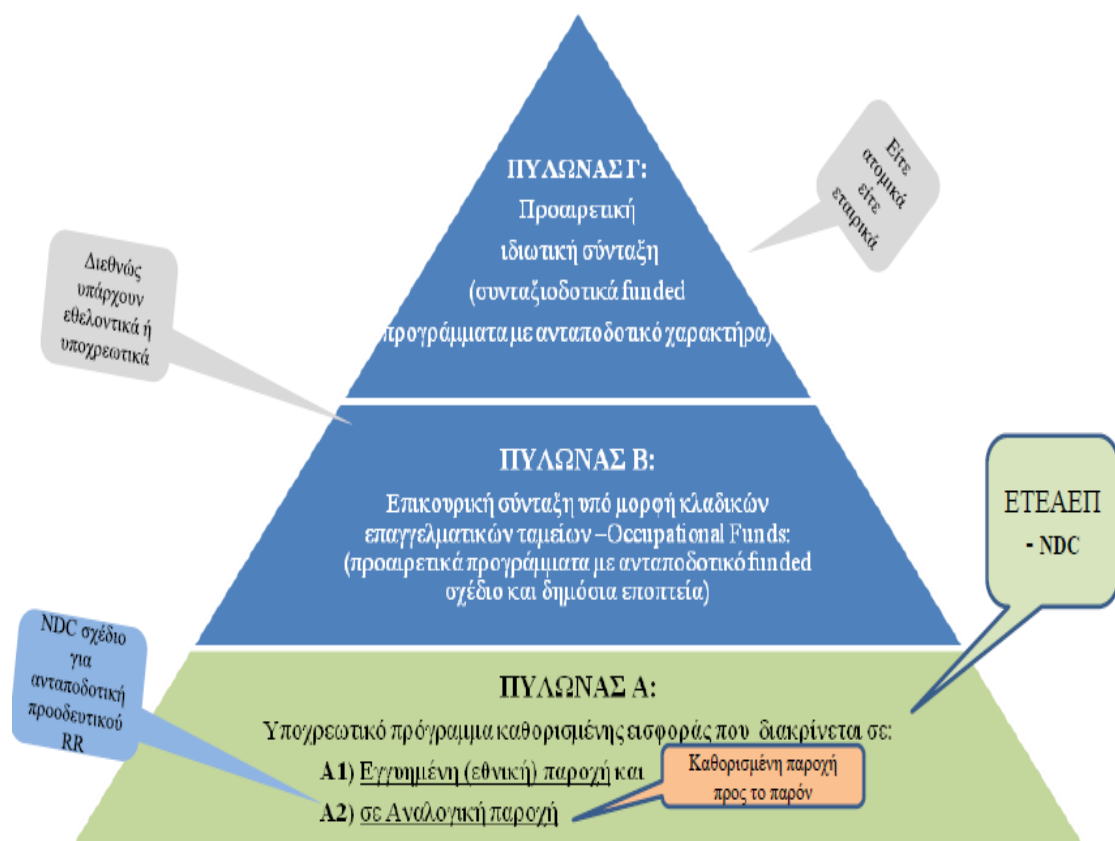 ΠΥΛΩΝΑΣ Γ:
Προαιρετική
ιδιωτική σύνταξη
(συνταξιοδοτικά funded
προγράμματα με ανταποδοτικό χαρακτήρα)
Είτε
ατομικά
είτε
εταιρικά
Διεθνώς
υπάρχουν
εθελοντικά ή
υποχρεωτικά
ΠΥΛΩΝΑΣ Β:
Επικουρική σύνταξη υπό μορφή κλαδικών
επαγγελματικών ταμείων –Occupational Funds:
(προαιρετικά προγράμματα με ανταποδοτικό funded
σχέδιο και δημόσια εποπτεία)
ΕΤΕΑΕΠ
- NDC
NDC σχέδιο
για
ανταποδοτική
προοδευτικού
RR
ΠΥΛΩΝΑΣ Α:
Υποχρεωτικό πρόγραμμα καθορισμένης εισφοράς που διακρίνεται σε:
Α1) Εγγυημένη (εθνική) παροχή και
Α2) σε Αναλογική παροχή
Καθορισμένη παροχή
προς το παρόν